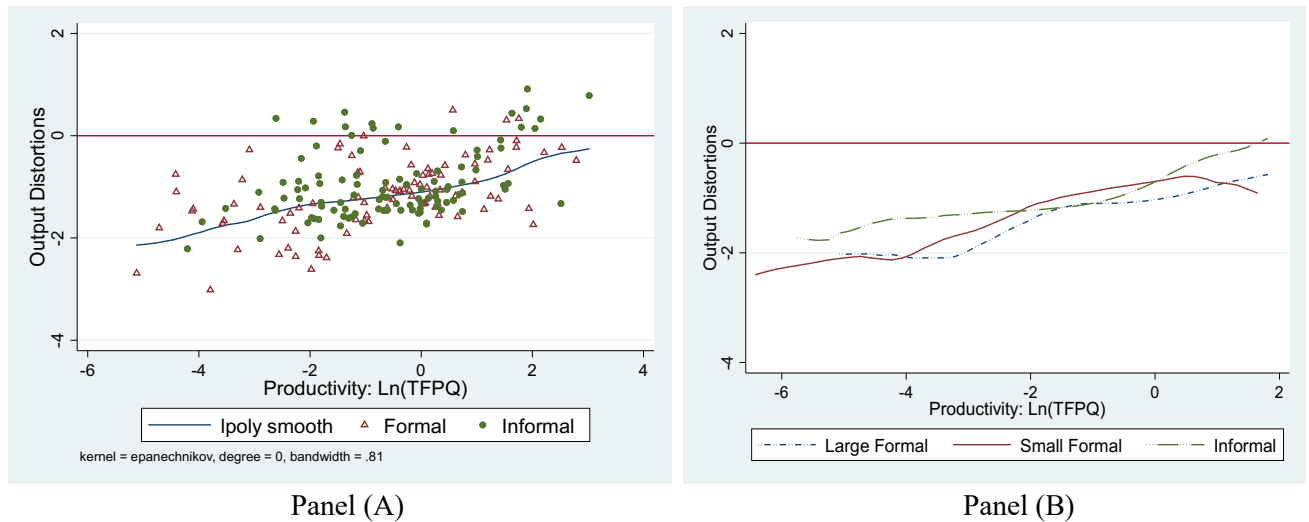 2
0
-2
-4
Output Distortions
-6
-4
-2
0
2
4
Productivity: Ln(TFPQ)
lpoly smooth
Formal
Informal
kernel = epanechnikov, degree = 0, bandwidth = .81
Panel (A)
2
0
-2
-4
Output Distortions
-6
-4
-2
0
2
Productivity: Ln(TFPQ)
Large Formal
Small Formal
Informal
Panel (B)